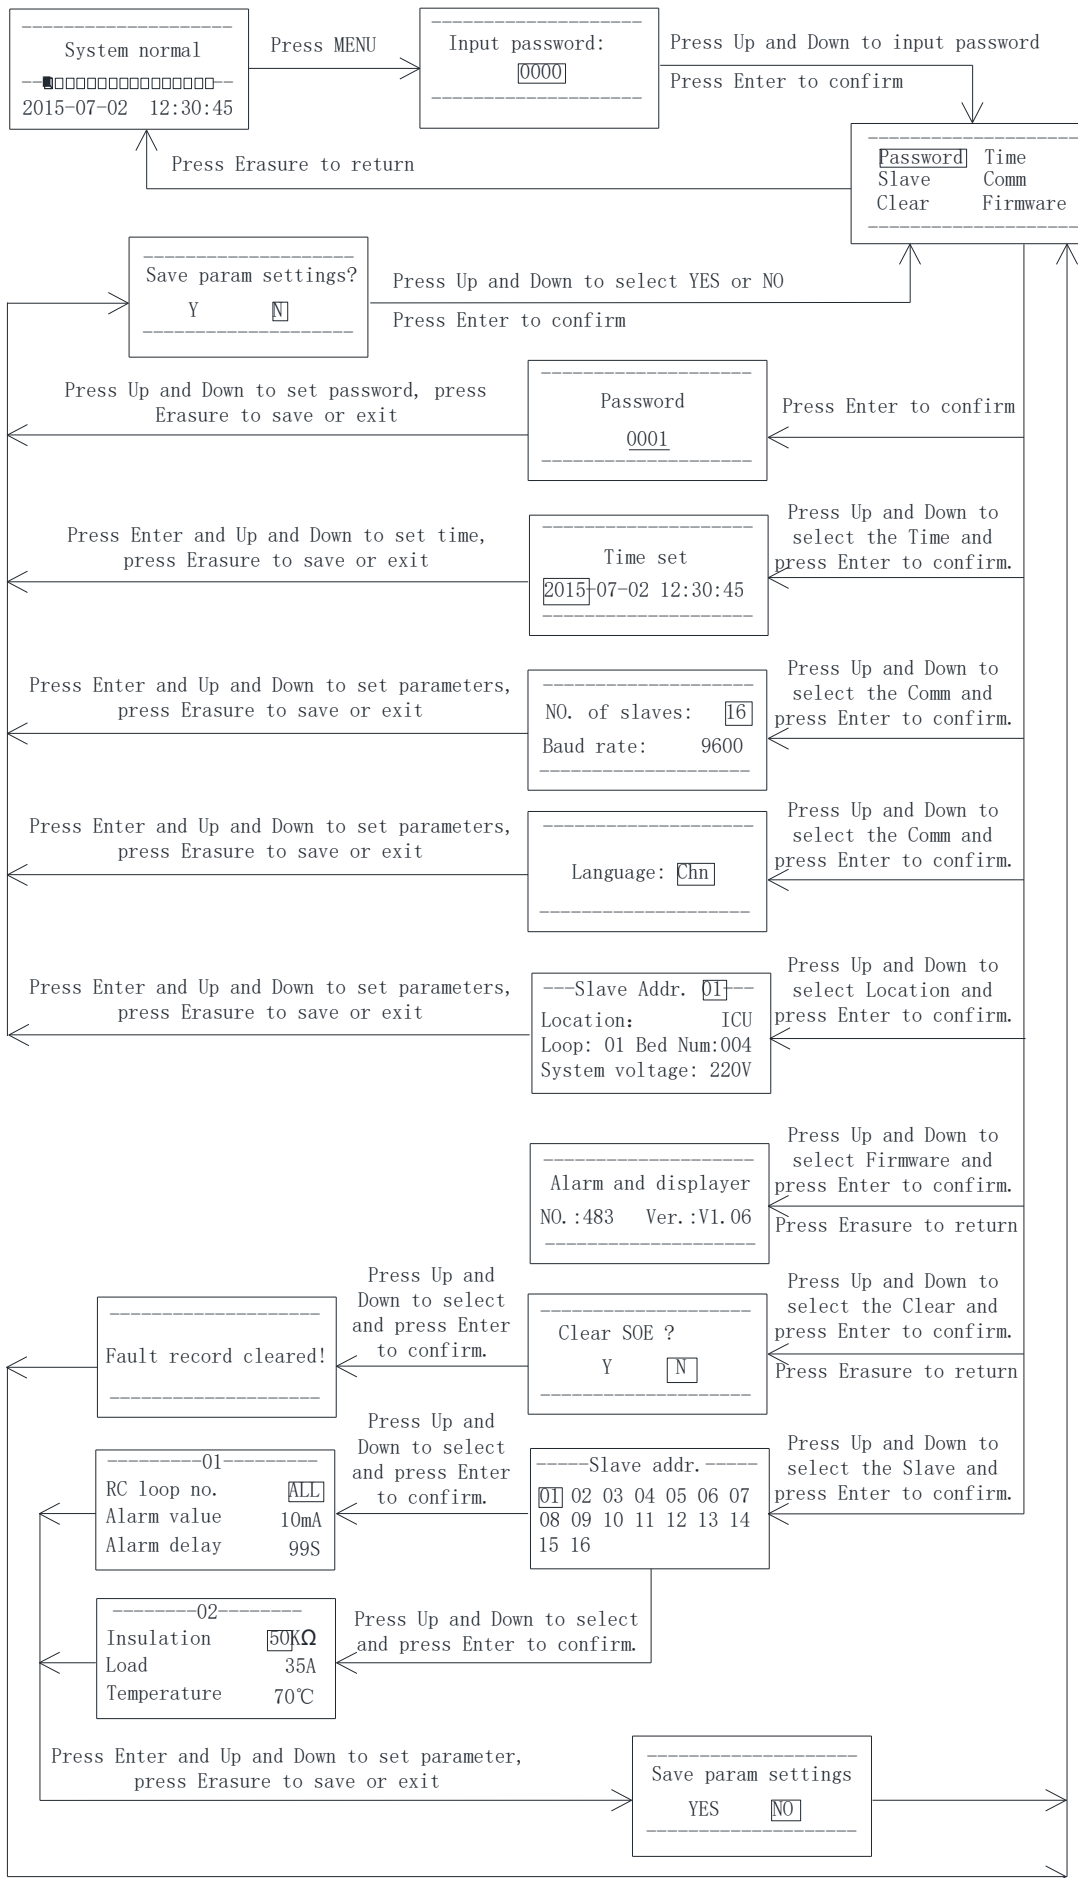 System normal
2015-07-02  12:30:45
Press MENU
Input password:
0000
Press Up and Down to input password
Press Enter to confirm
Password Time
Slave Comm
Clear Firmware
Press Erasure to return
Save param settings?
Y N
Press Up and Down to select YES or NO
Press Enter to confirm
Press Up and Down to set password, press
Erasure to save or exit
Password
0001
Press Enter to confirm
Press Enter and Up and Down to set time,
press Erasure to save or exit
Time set
2015-07-02 12:30:45
Press Up and Down to
select the Time and
press Enter to confirm.
Press Enter and Up and Down to set parameters,
press Erasure to save or exit
NO. of slaves: 16
Baud rate: 9600
Press Up and Down to
select the Comm and
press Enter to confirm.
Press Enter and Up and Down to set parameters,
press Erasure to save or exit
Language: Chn
Press Up and Down to
select the Comm and
press Enter to confirm.
Press Enter and Up and Down to set parameters,
press Erasure to save or exit
---Slave Addr. 01---
Location: ICU
Loop: 01 Bed Num:004
System voltage: 220V
Press Up and Down to
select Location and
press Enter to confirm.
Alarm and displayer
NO.:483 Ver.:V1.06
Press Up and Down to
select Firmware and
press Enter to confirm.
Press Erasure to return
Fault record cleared!
Press Up and
Down to select
and press Enter
to confirm.
Clear SOE ?
Y N
Press Up and Down to
select the Clear and
press Enter to confirm.
Press Erasure to return
---------01---------
RC loop no. ALL
Alarm value 10mA
Alarm delay 99S
Press Up and
Down to select
and press Enter
to confirm.
-----Slave addr.-----
01 02 03 04 05 06 07
08 09 10 11 12 13 14
15 16
Press Up and Down to
select the Slave and
press Enter to confirm.
--------02--------
Insulation 50KΩ
Load 35A
Temperature 70℃
Press Up and Down to select
and press Enter to confirm.
Press Enter and Up and Down to set parameter,
press Erasure to save or exit
Save param settings
YES NO